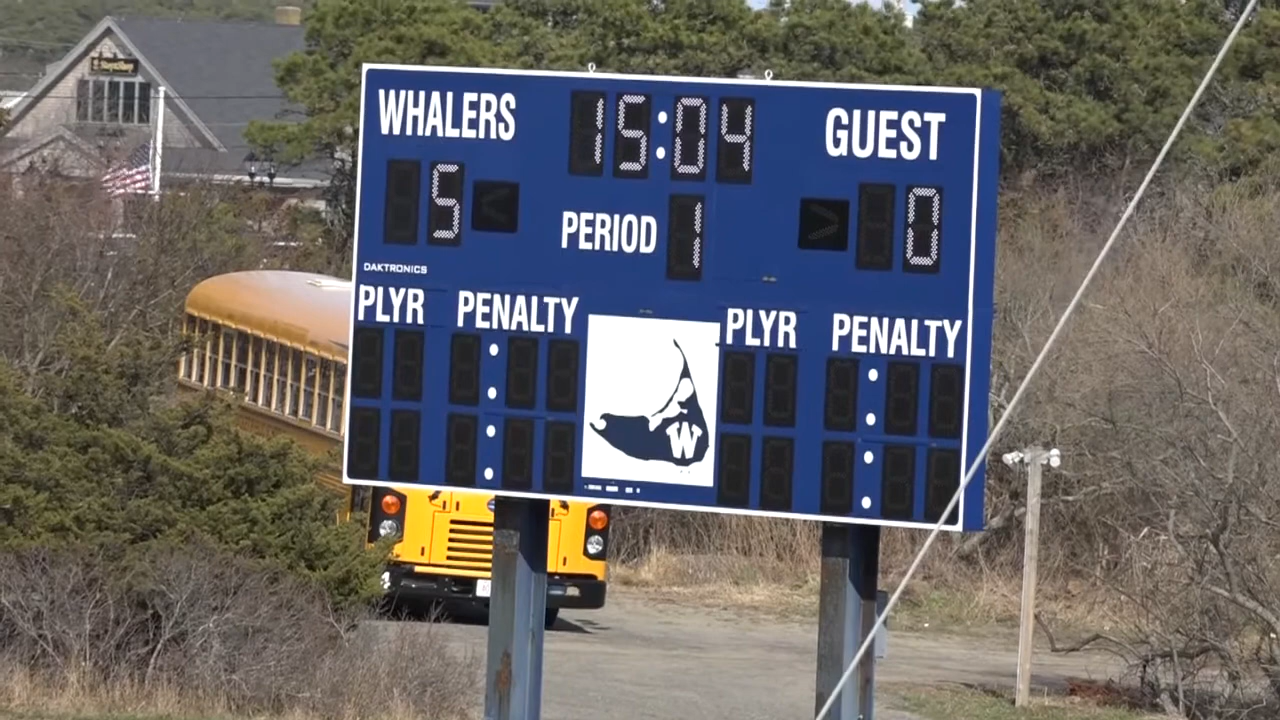 WHALERS 15:04 GUEST
5 PERIOD 1 0
DAKTRONICS
PLYR PENALTY PLYR PENALTY
W